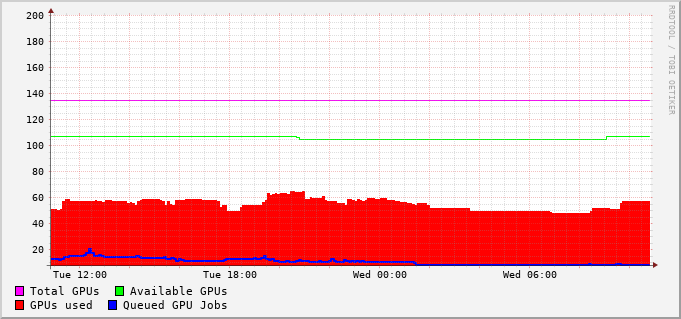 200
180
160
140
120
100
80
60
40
20
Tue 12:00 Tue 18:00 Wed 00:00 Wed 06:00
Total GPUs Available GPUs
GPUs used Queued GPU Jobs
RRDTOOL / TOBI OETIKER